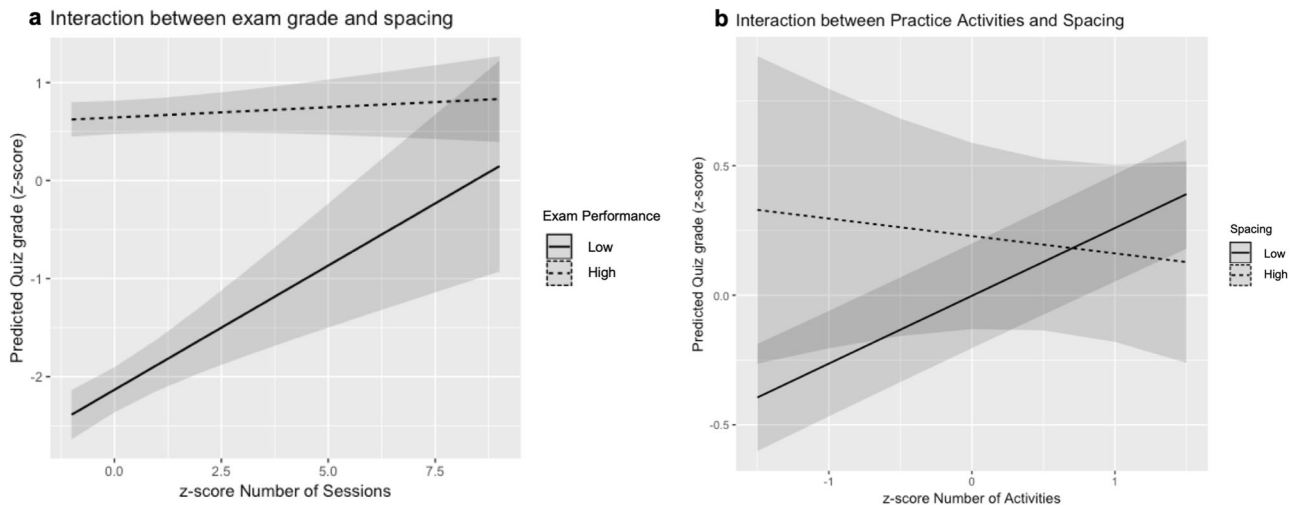 a Interaction between exam grade and spacing
Predicted Quiz grade (z-score)
1
0
-1
-2
0.0 2.5 5.0 7.5
z-score Number of Sessions
Exam Performance
Low
High
b Interaction between Practice Activities and Spacing
Predicted Quiz grade (z-score)
0.5
0.0
-0.5
-1 0 1
z-score Number of Activities
Spacing
Low
High